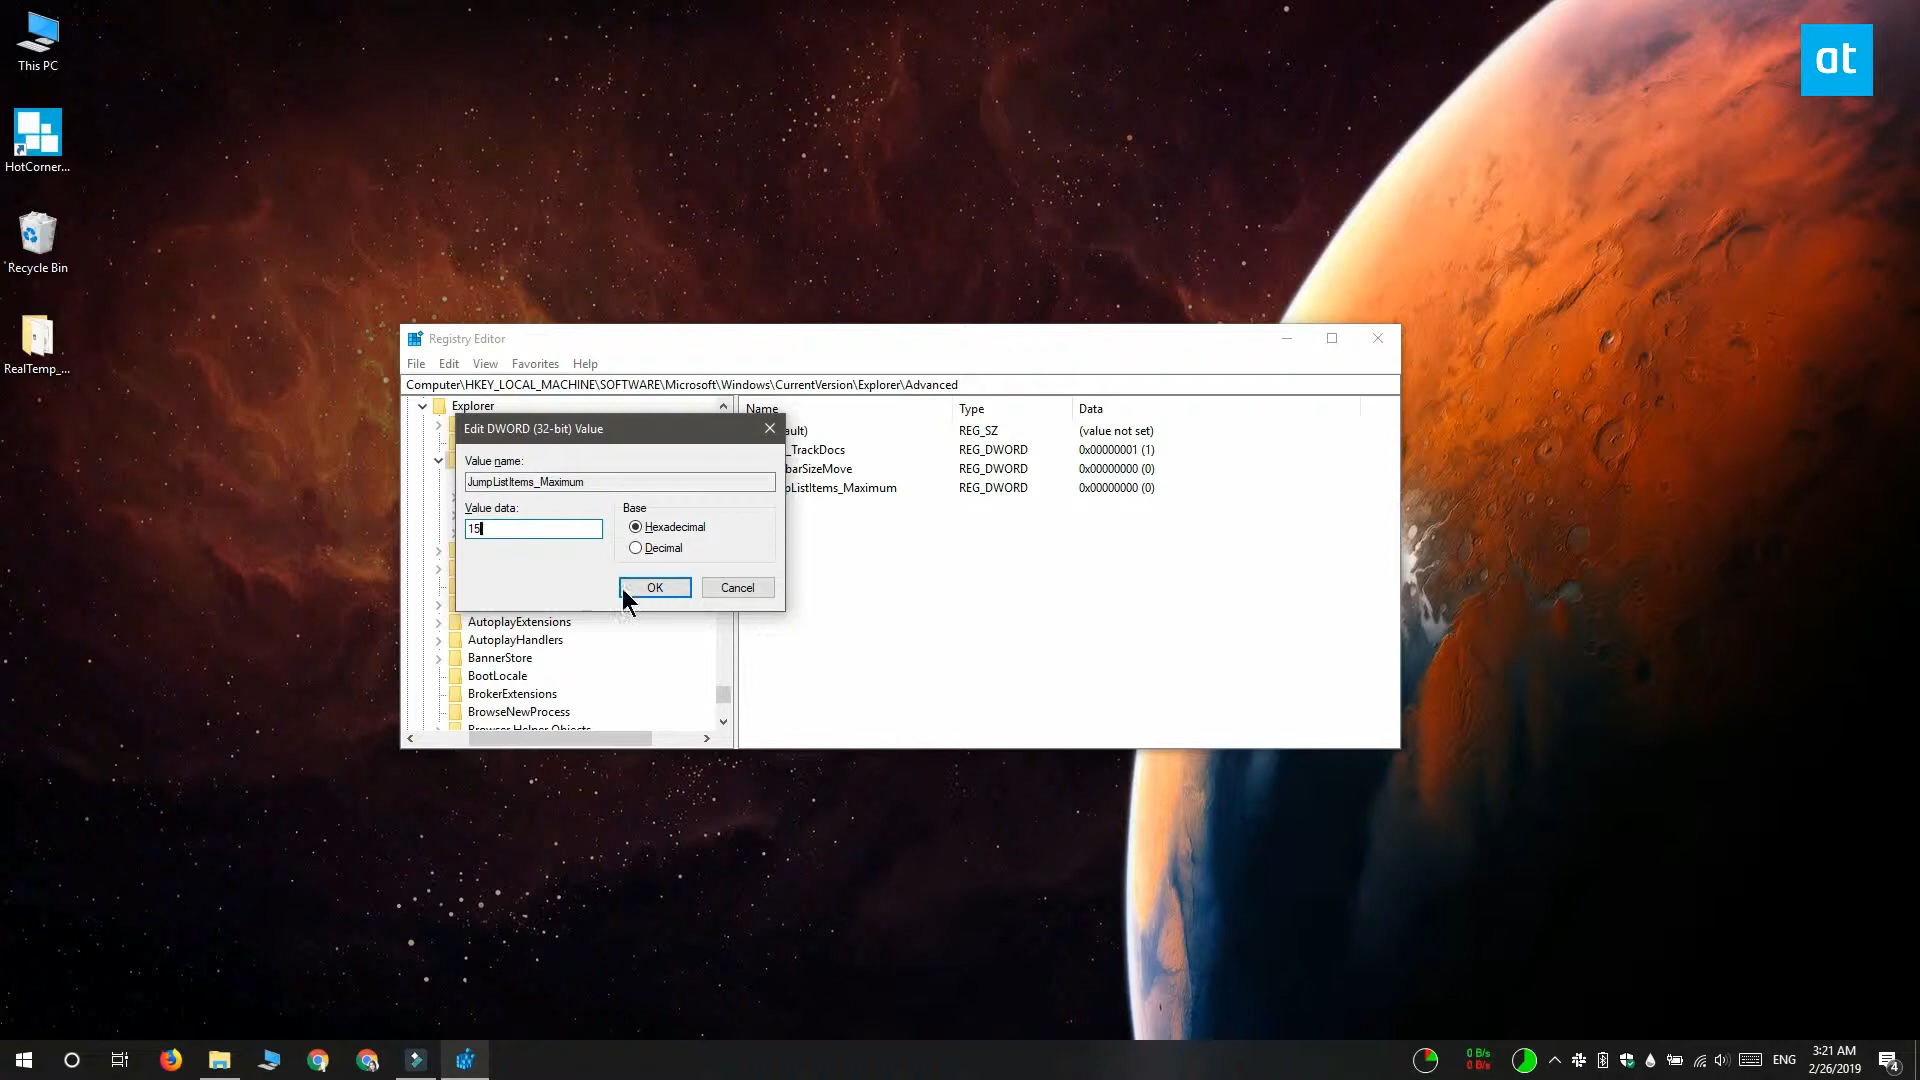 This PC
HotCorner...
Recycle Bin
RealTemp_...
at
Registry Editor
File Edit View Favorites Help
Computer\HKEY_LOCAL_MACHINE\SOFTWARE\Microsoft\Windows\CurrentVersion\Explorer\Advanced
Explorer
Name Type Data
ault) REG_SZ (value not set)
_TrackDocs REG_DWORD 0x00000001 (1)
barSizeMove REG_DWORD 0x00000000 (0)
pListItems_Maximum REG_DWORD 0x00000000 (0)
Edit DWORD (32-bit) Value
Value name:
JumpListItems_Maximum
Value data:
15
Base
Hexadecimal
Decimal
OK Cancel
AutoplayExtensions
AutoplayHandlers
BannerStore
BootLocale
BrokerExtensions
BrowseNewProcess
Browser Helper Objects
0 B/s
0 B/s
ENG
3:21 AM
2/26/2019
4